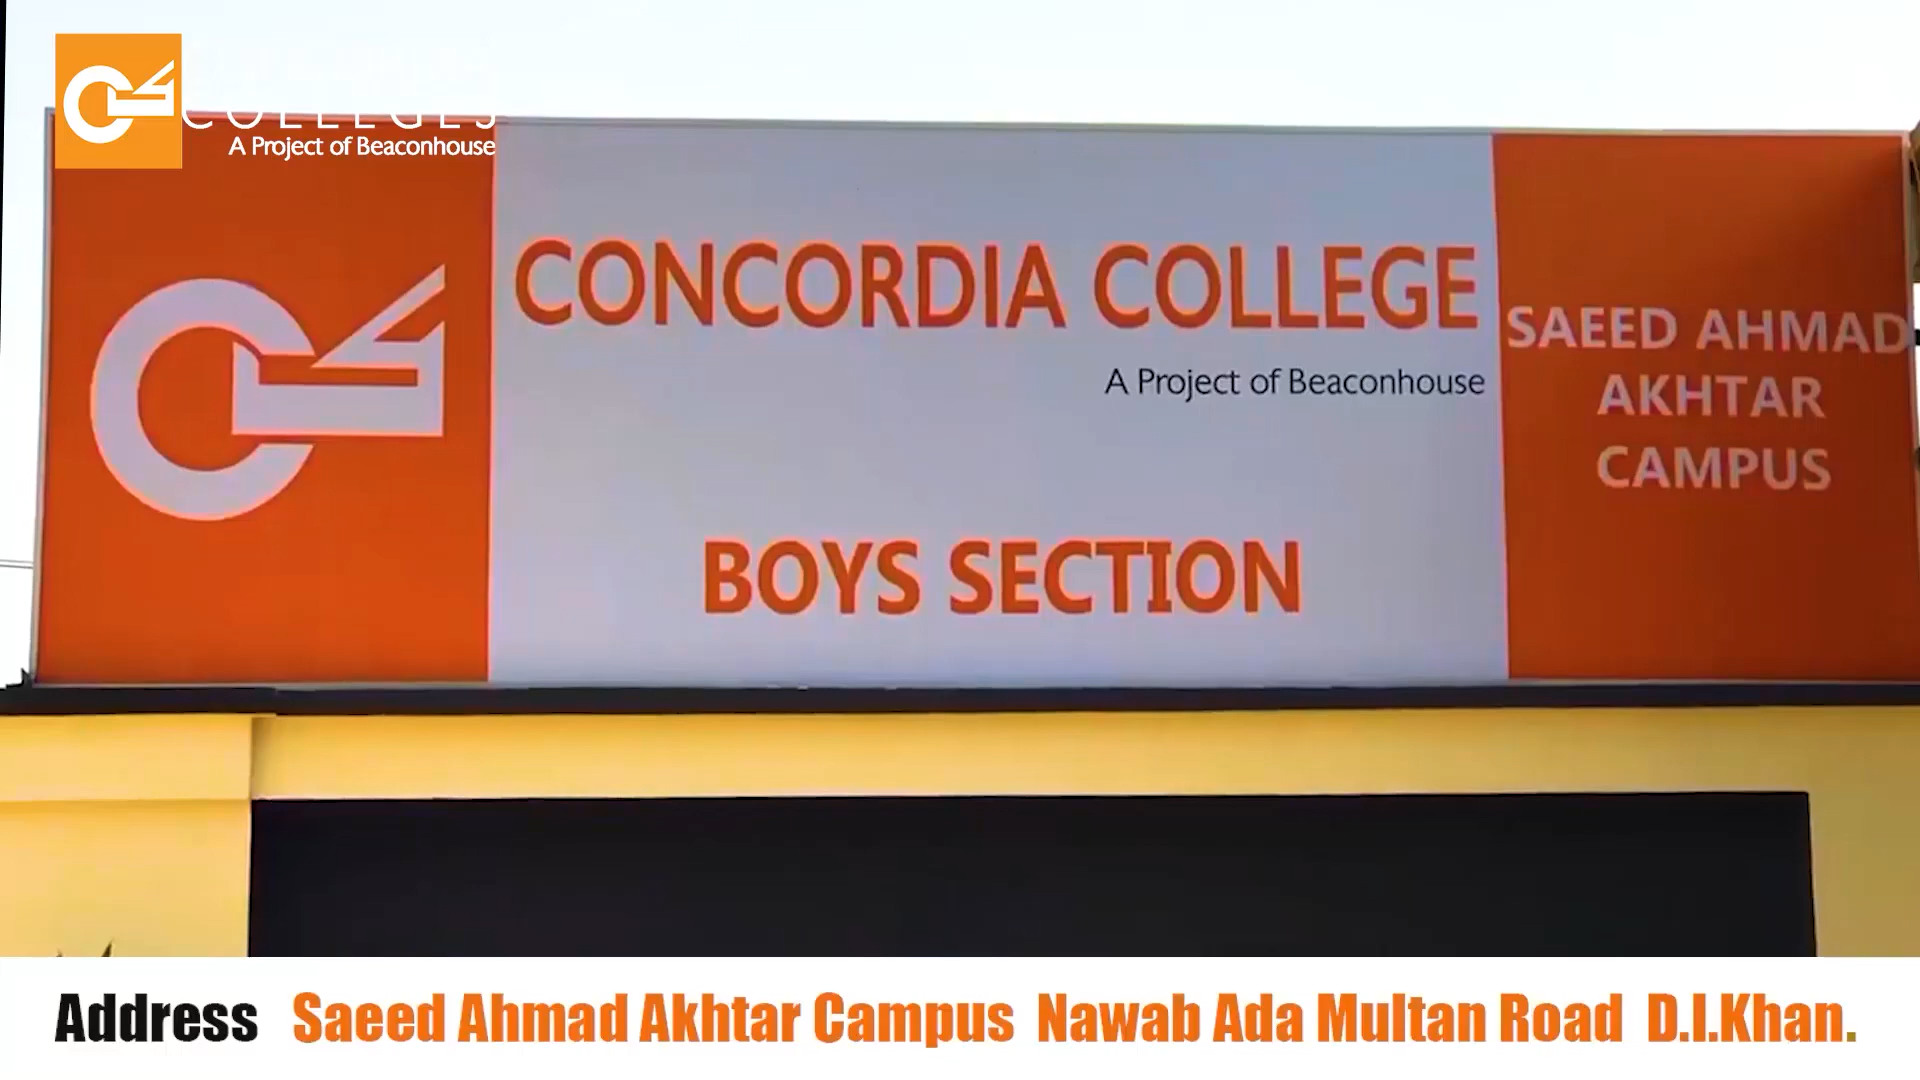 COLLEGES
A Project of Beaconhouse
CONCORDIA COLLEGE
A Project of Beaconhouse
BOYS SECTION
SAEED AHMAD
AKHTAR
CAMPUS
Address Saeed Ahmad Akhtar Campus Nawab Ada Multan Road D.I.Khan.